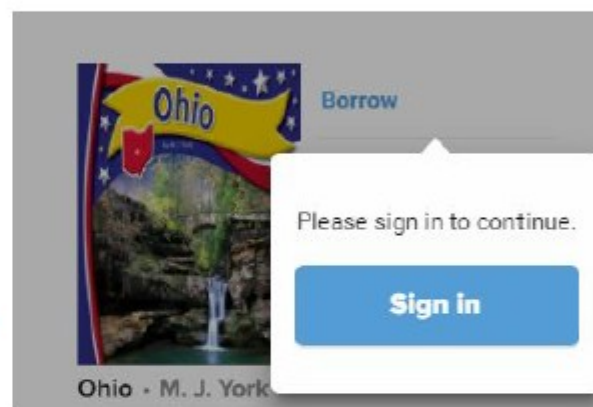 Ohio
Borrow
Please sign in to continue.
Sign in
Ohio · M. J. York